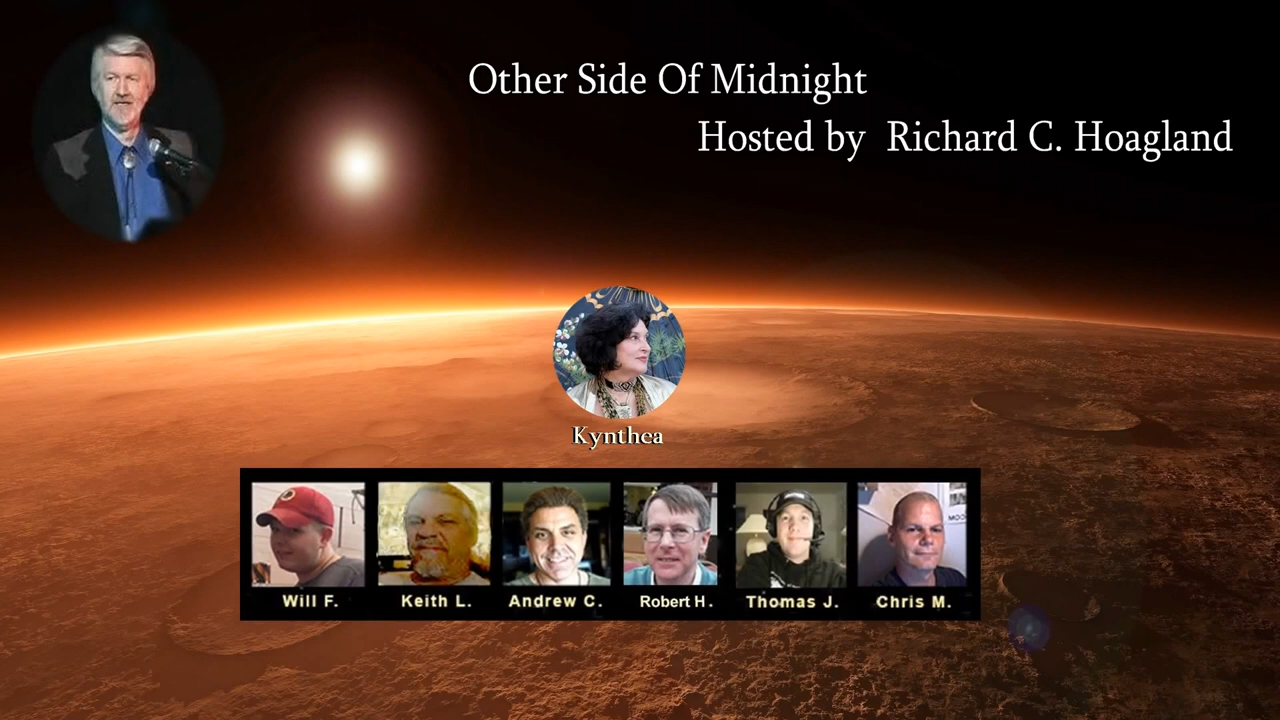 Other Side Of Midnight
Hosted by Richard C. Hoagland
Kynthea
Will F. Keith L. Andrew C. Robert H. Thomas J. Chris M.